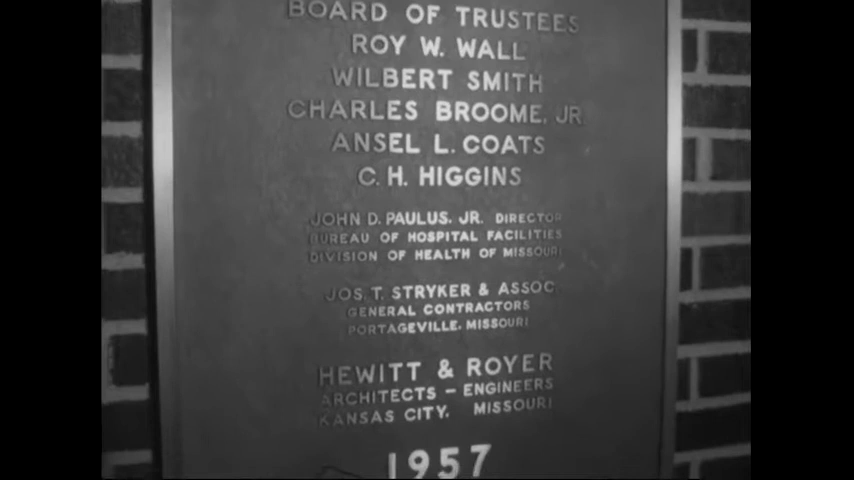 BOARD OF TRUSTEES
ROY W. WALL
WILBERT SMITH
CHARLES BROOME, JR.
ANSEL L. COATS
C. H. HIGGINS
JOHN D. PAULUS, JR. DIRECTOR
BUREAU OF HOSPITAL FACILITIES
DIVISION OF HEALTH OF MISSOURI
JOS. T. STRYKER & ASSOC.
GENERAL CONTRACTORS
PORTAGEVILLE, MISSOURI
HEWITT & ROYER
ARCHITECTS – ENGINEERS
KANSAS CITY, MISSOURI
1957